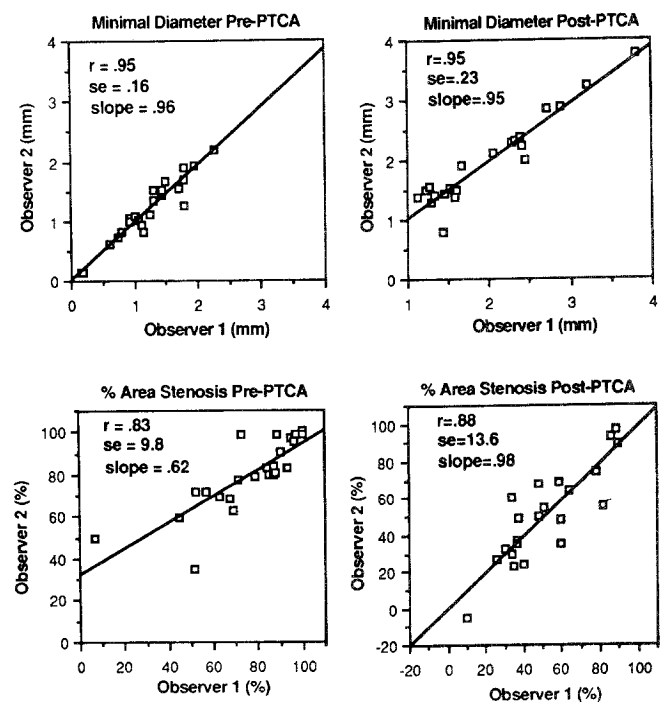 Minimal Diameter Pre-PTCA
4
3
2
1
0
r = .95
se = .16
slope = .96
Observer 2 (mm)
0 1 2 3 4
Observer 1 (mm)
Minimal Diameter Post-PTCA
4
3
2
1
0
r=.95
se=.23
slope=.95
Observer 2 (mm)
1 2 3 4
Observer 1 (mm)
% Area Stenosis Pre-PTCA
100
80
60
40
20
0
r = .83
se = 9.8
slope = .62
Observer 2 (%)
0 20 40 60 80 100
Observer 1 (%)
% Area Stenosis Post-PTCA
100
80
60
40
20
0
-20
r=.88
se=13.6
slope=.98
Observer 2 (%)
-20 0 20 40 60 80 100
Observer 1 (%)